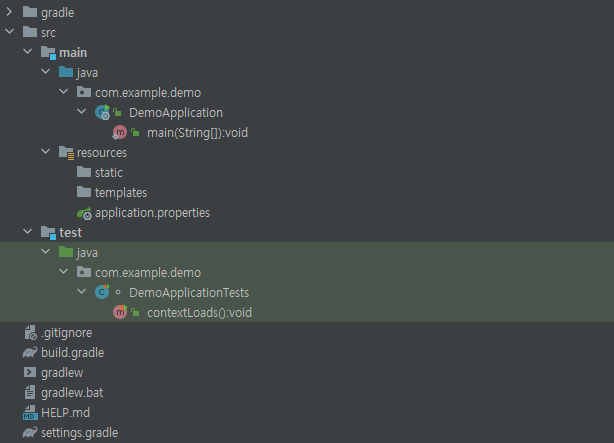 gradle
src
main
java
com.example.demo
DemoApplication
main(String[]):void
resources
static
templates
application.properties
test
java
com.example.demo
DemoApplicationTests
contextLoads():void
.gitignore
build.gradle
gradlew
gradlew.bat
HELP.md
settings.gradle